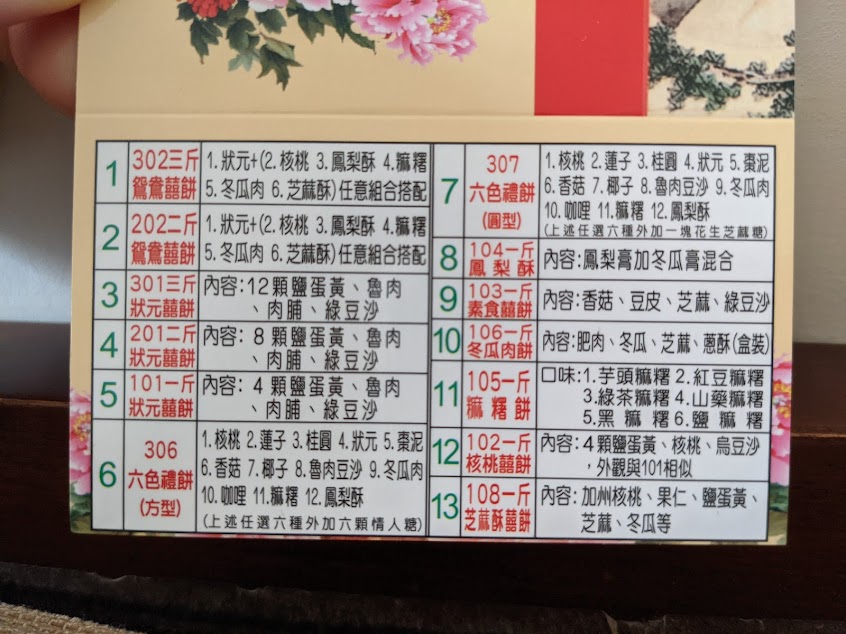 1
302三斤
鴛鴦囍餅
1.狀元+(2.核桃 3.鳳梨酥 4.麻糬
5.冬瓜肉 6.芝蔴酥)任意組合搭配
2
202二斤
鴛鴦囍餅
1.狀元+(2.核桃 3.鳳梨酥 4.麻糬
5.冬瓜肉 6.芝蔴酥)任意組合搭配
3
301三斤
狀元囍餅
內容:12顆鹽蛋黃、魯肉
、肉脯、綠豆沙
4
201二斤
狀元囍餅
內容: 8 顆鹽蛋黃、魯肉
、肉脯、綠豆沙
5
101一斤
狀元囍餅
內容: 4 顆鹽蛋黃、魯肉
、肉脯、綠豆沙
6
306
六色禮餅
(方型)
1.核桃 2.蓮子 3.桂圓 4.狀元 5.棗泥
6.香菇 7.椰子 8.魯肉豆沙 9.冬瓜肉
10.咖哩 11.麻糬 12.鳳梨酥
(上述任選六種外加六顆情人糖)
7
307
六色禮餅
(圓型)
1.核桃 2.蓮子 3.桂圓 4.狀元 5.棗泥
6.香菇 7.椰子 8.魯肉豆沙 9.冬瓜肉
10.咖哩 11.麻糬 12.鳳梨酥
(上述任選六種外加一塊花生芝蔴糖)
8
104一斤
鳳梨酥
內容:鳳梨膏加冬瓜膏混合
9
103一斤
素食囍餅
內容:香菇、豆皮、芝蔴、綠豆沙
10
106一斤
冬瓜肉餅
內容:肥肉、冬瓜、芝蔴、蔥酥(盒裝)
11
105一斤
麻糬餅
口味:1.芋頭麻糬 2.紅豆麻糬
3.綠茶麻糬 4.山藥麻糬
5.黑麻糬 6.鹽麻糬
12
102一斤
核桃囍餅
內容:4顆鹽蛋黃、核桃、烏豆沙
，外觀與101相似
13
108一斤
芝蔴酥囍餅
內容:加州核桃、果仁、鹽蛋黃、
芝蔴、冬瓜等